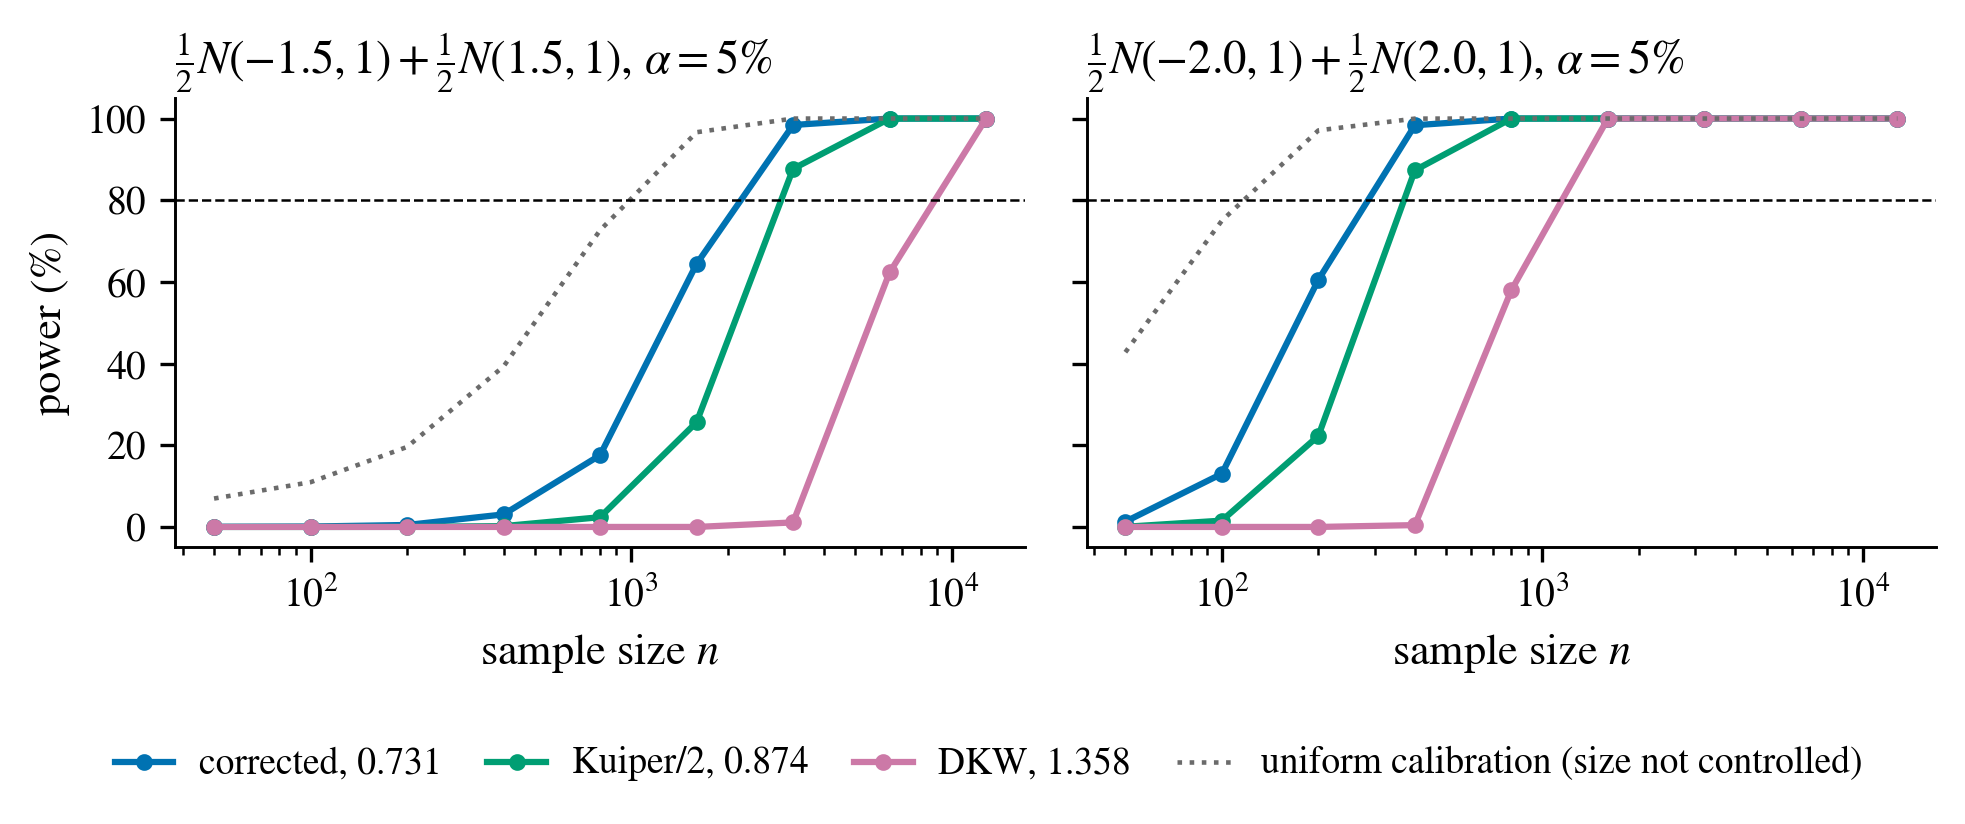 ½N(−1.5, 1) + ½N(1.5, 1), α = 5%
½N(−2.0, 1) + ½N(2.0, 1), α = 5%
power (%)
100
80
60
40
20
0
10² 10³ 10⁴
10² 10³ 10⁴
sample size n
sample size n
corrected, 0.731 Kuiper/2, 0.874 DKW, 1.358 uniform calibration (size not controlled)